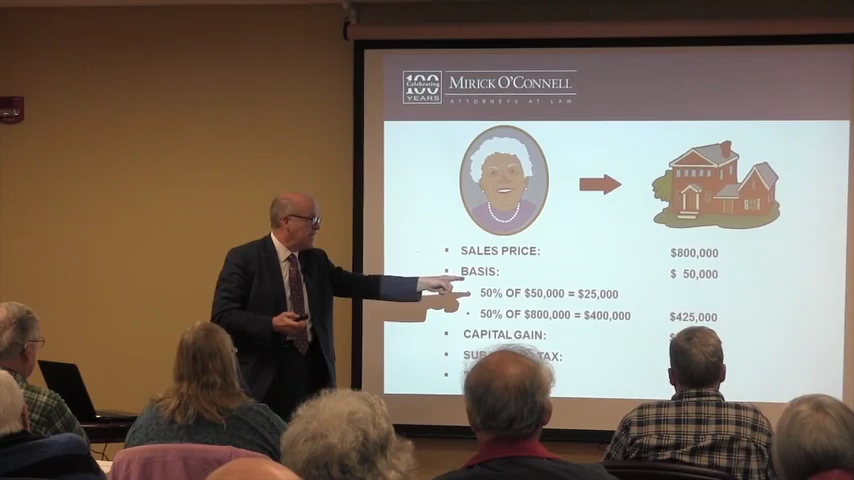 Celebrating
100
YEARS
MIRICK O'CONNELL
ATTORNEYS AT LAW
SALES PRICE: $800,000
BASIS: $ 50,000
50% OF $50,000 = $25,000
50% OF $800,000 = $400,000 $425,000
CAPITAL GAIN:
TAX: